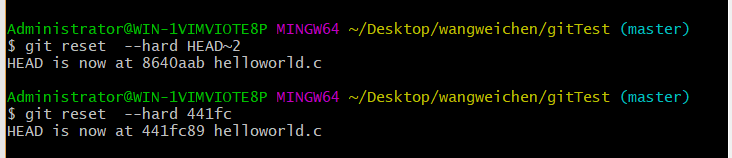 Administrator@WIN-1VIMVIOTE8P MINGW64 ~/Desktop/wangweichen/gitTest (master)
$ git reset  --hard HEAD~2
HEAD is now at 8640aab helloworld.c
Administrator@WIN-1VIMVIOTE8P MINGW64 ~/Desktop/wangweichen/gitTest (master)
$ git reset  --hard 441fc
HEAD is now at 441fc89 helloworld.c